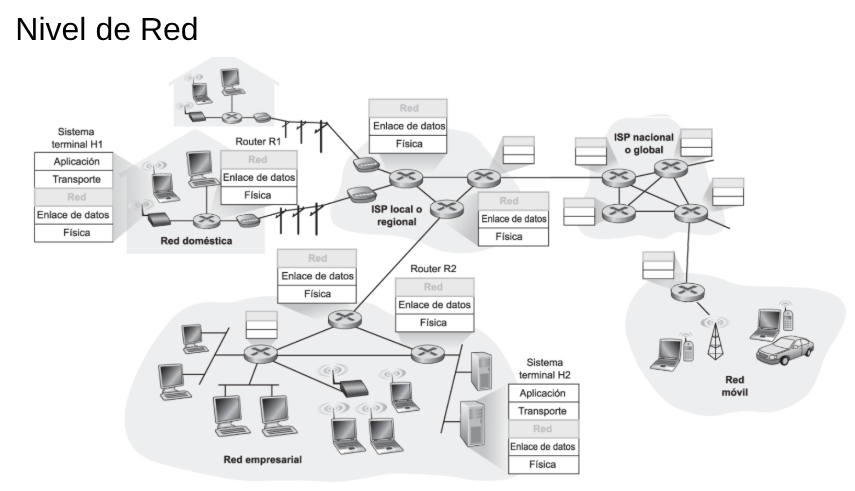 Nivel de Red
Sistema
terminal H1
Aplicación
Transporte
Red
Enlace de datos
Física
Router R1
Red
Enlace de datos
Física
Red doméstica
Red
Enlace de datos
Física
ISP local o
regional
Red
Enlace de datos
Física
ISP nacional
o global
Red
Enlace de datos
Física
Router R2
Red
Enlace de datos
Física
Red empresarial
Sistema
terminal H2
Aplicación
Transporte
Red
Enlace de datos
Física
Red
móvil